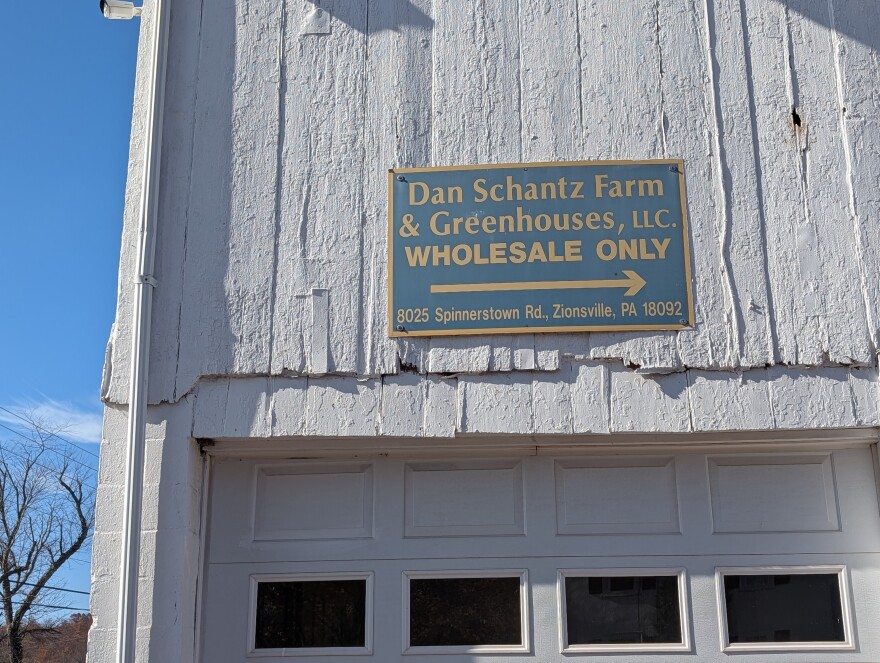 Dan Schantz Farm
& Greenhouses, LLC.
WHOLESALE ONLY
8025 Spinnerstown Rd., Zionsville, PA 18092